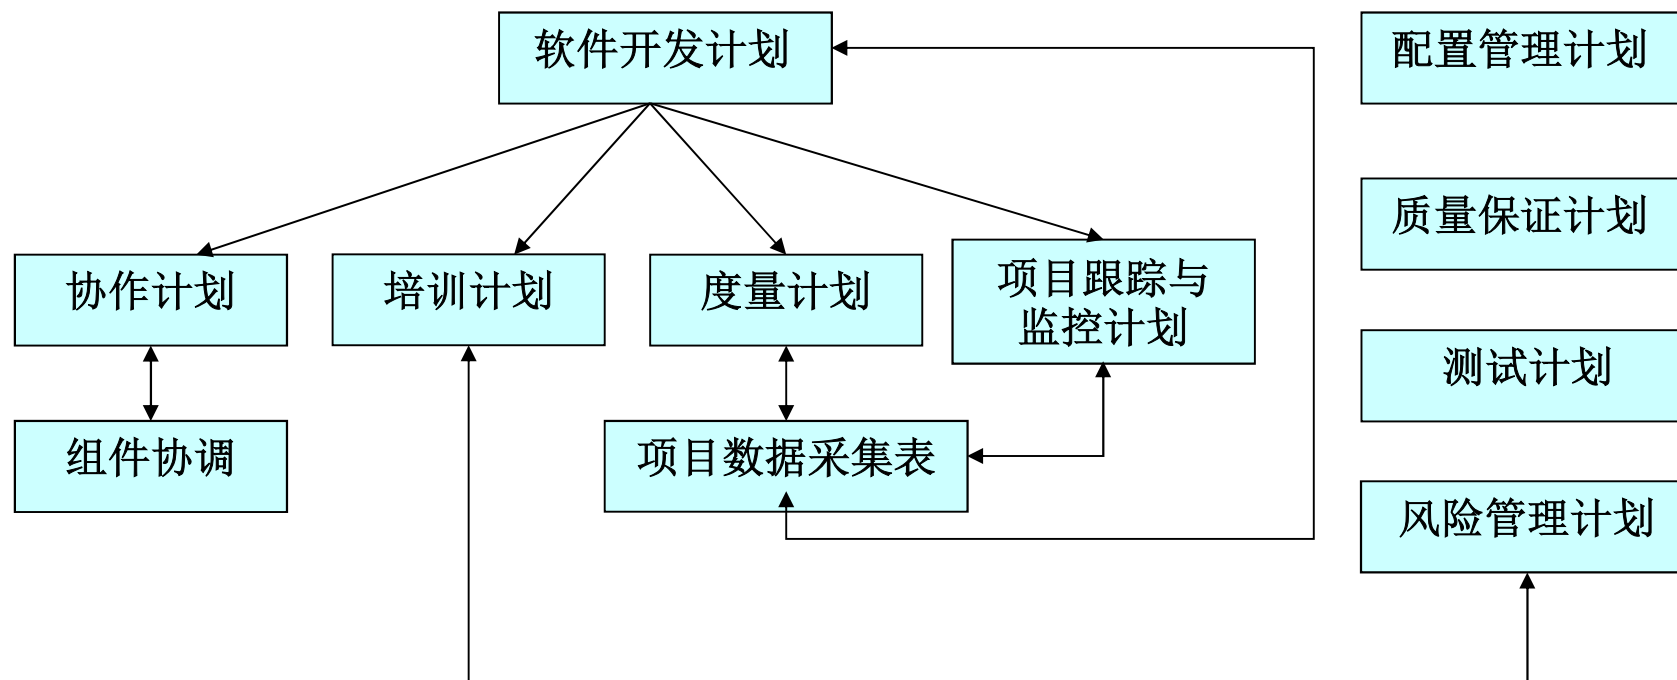 软件开发计划
配置管理计划
质量保证计划
协作计划
培训计划
度量计划
项目跟踪与
监控计划
测试计划
组件协调
项目数据采集表
风险管理计划